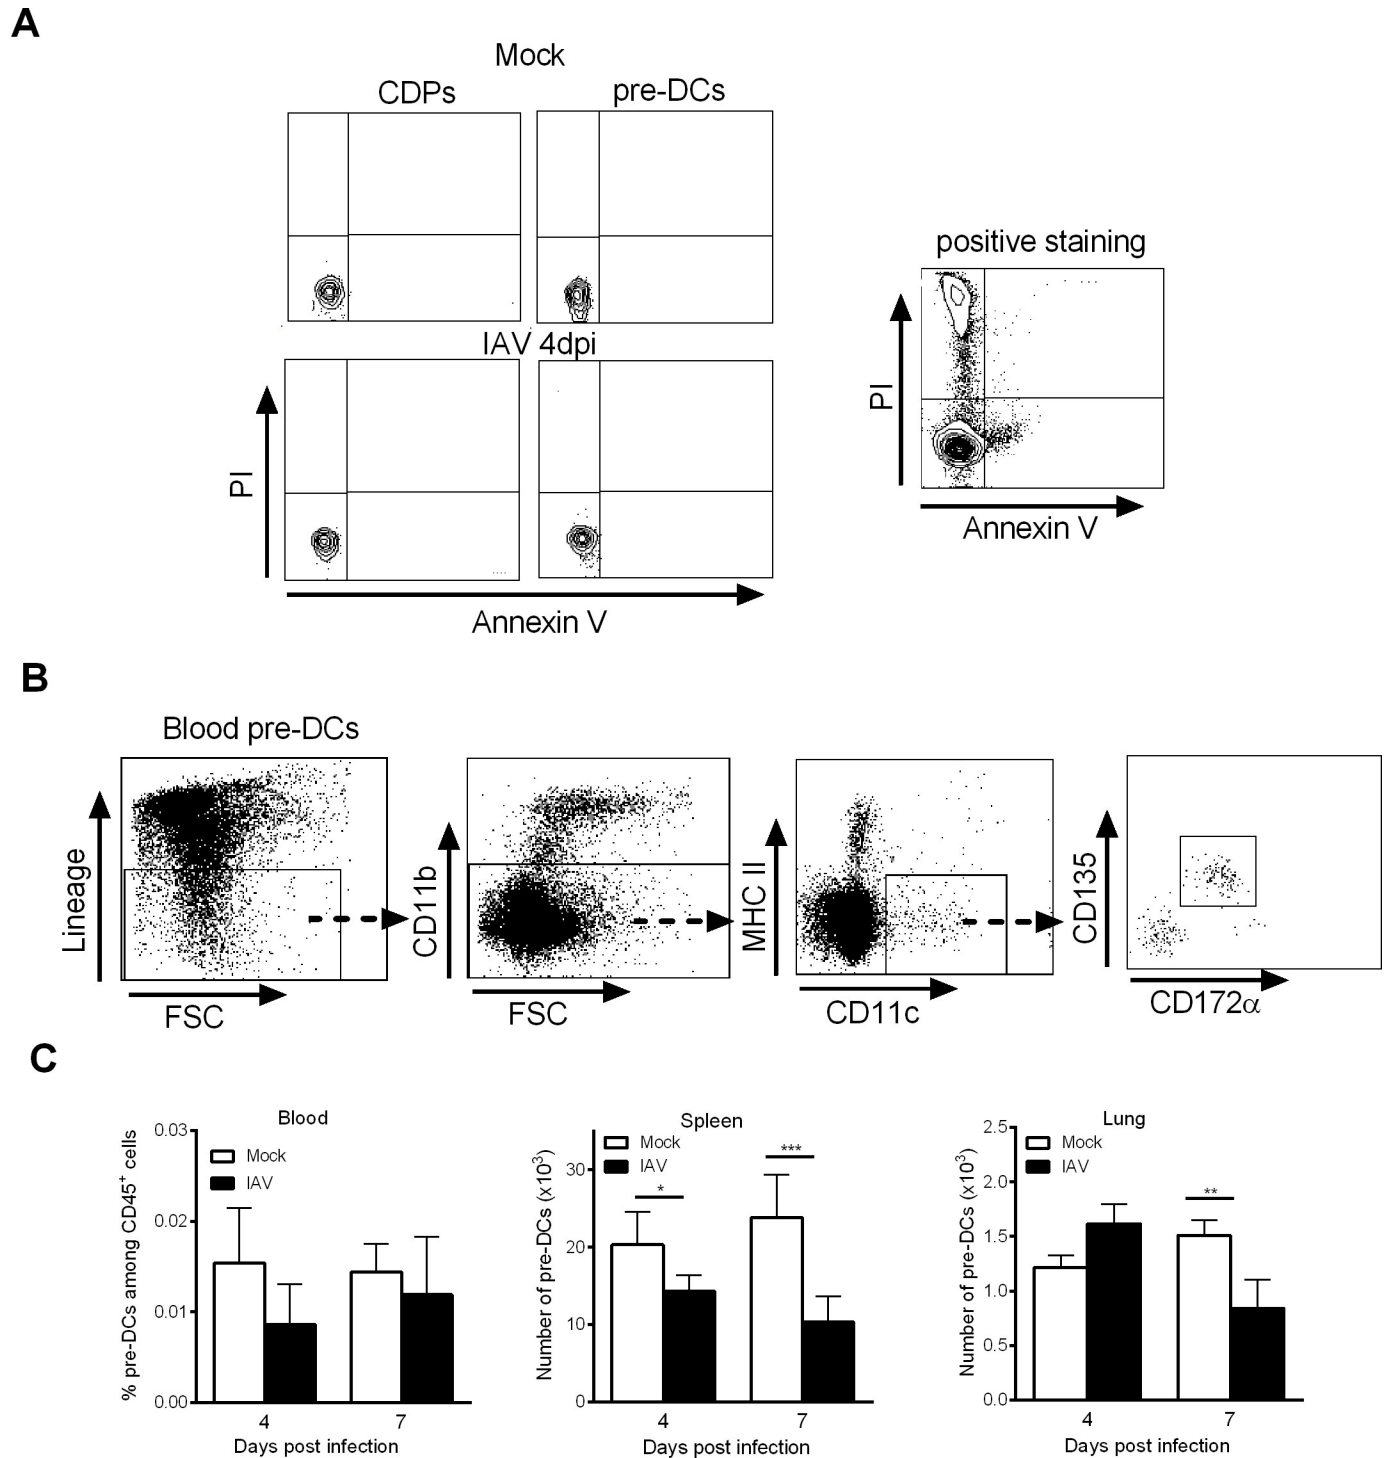 A
Mock
CDPs
pre-DCs
positive staining
IAV 4dpi
PI
PI
Annexin V
Annexin V
B
Blood pre-DCs
Lineage
CD11b
MHC II
CD135
FSC
FSC
CD11c
CD172α
C
Blood
% pre-DCs among CD45+ cells
0.03
0.02
0.01
0.00
Mock
IAV
4
7
Days post infection
Spleen
Number of pre-DCs (x10³)
30
20
10
0
Mock
IAV
*
***
4
7
Days post infection
Lung
Number of pre-DCs (x10³)
2.5
2.0
1.5
1.0
0.5
0.0
Mock
IAV
**
4
7
Days post infection